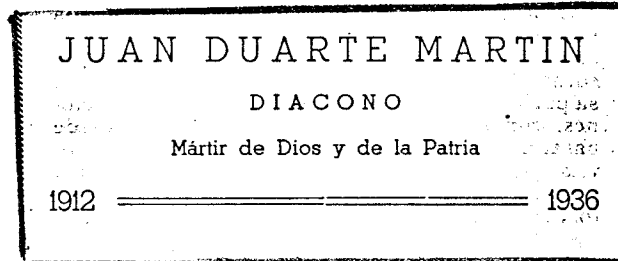 JUAN DUARTE MARTIN
DIACONO
Mártir de Dios y de la Patria
1912 1936